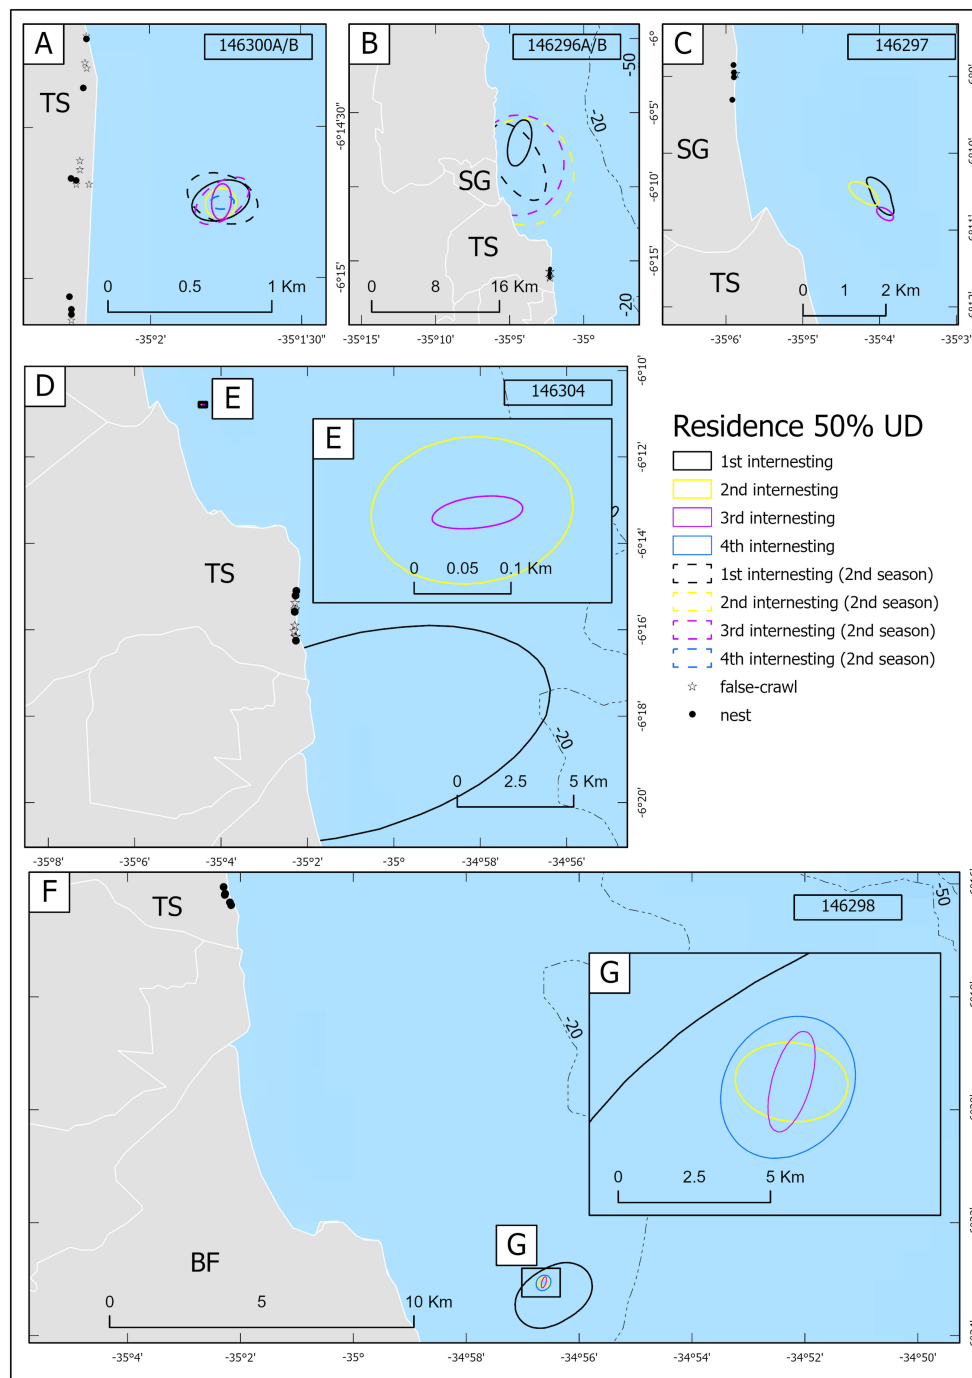 A
146300A/B
TS
0 0.5 1 Km
-35°2'
-35°1'30"
B
146296A/B
-50
-20
SG
TS
-20
0 8 16 Km
-6°14'30"
-6°15'
-35°15'
-35°10'
-35°5'
-35°
C
146297
SG
TS
0 1 2 Km
-6°
-6°5'
-6°10'
-6°15'
-35°6'
-35°5'
-35°4'
-35°3'
D
E
146304
E
0 0.05 0.1 Km
TS
-20
0 2.5 5 Km
-6°10'
-6°12'
-6°14'
-6°16'
-6°18'
-6°20'
-35°8'
-35°6'
-35°4'
-35°2'
-35°
-34°58'
-34°56'
Residence 50% UD
1st internesting
2nd internesting
3rd internesting
4th internesting
1st internesting (2nd season)
2nd internesting (2nd season)
3rd internesting (2nd season)
4th internesting (2nd season)
false-crawl
nest
F
TS
146298
-50
-20
G
0 2.5 5 Km
G
BF
0 5 10 Km
-35°4'
-35°2'
-35°
-34°58'
-34°56'
-34°54'
-34°52'
-34°50'